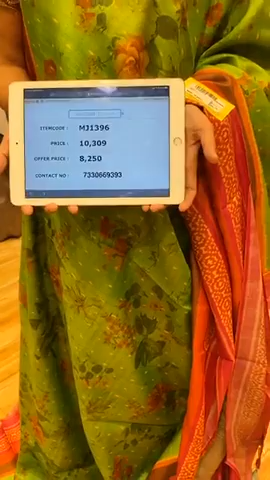 ITEMCODE : MJ1396
PRICE : 10,309
OFFER PRICE : 8,250
CONTACT NO : 7330669393